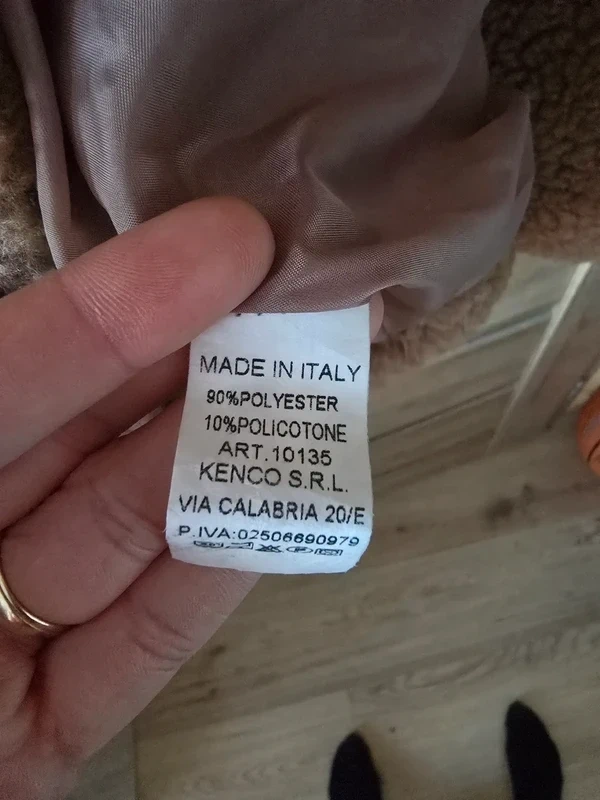 MADE IN ITALY
90%POLYESTER
10%POLICOTONE
ART.10135
KENCO S.R.L.
VIA CALABRIA 20/E
P.IVA:02506690979